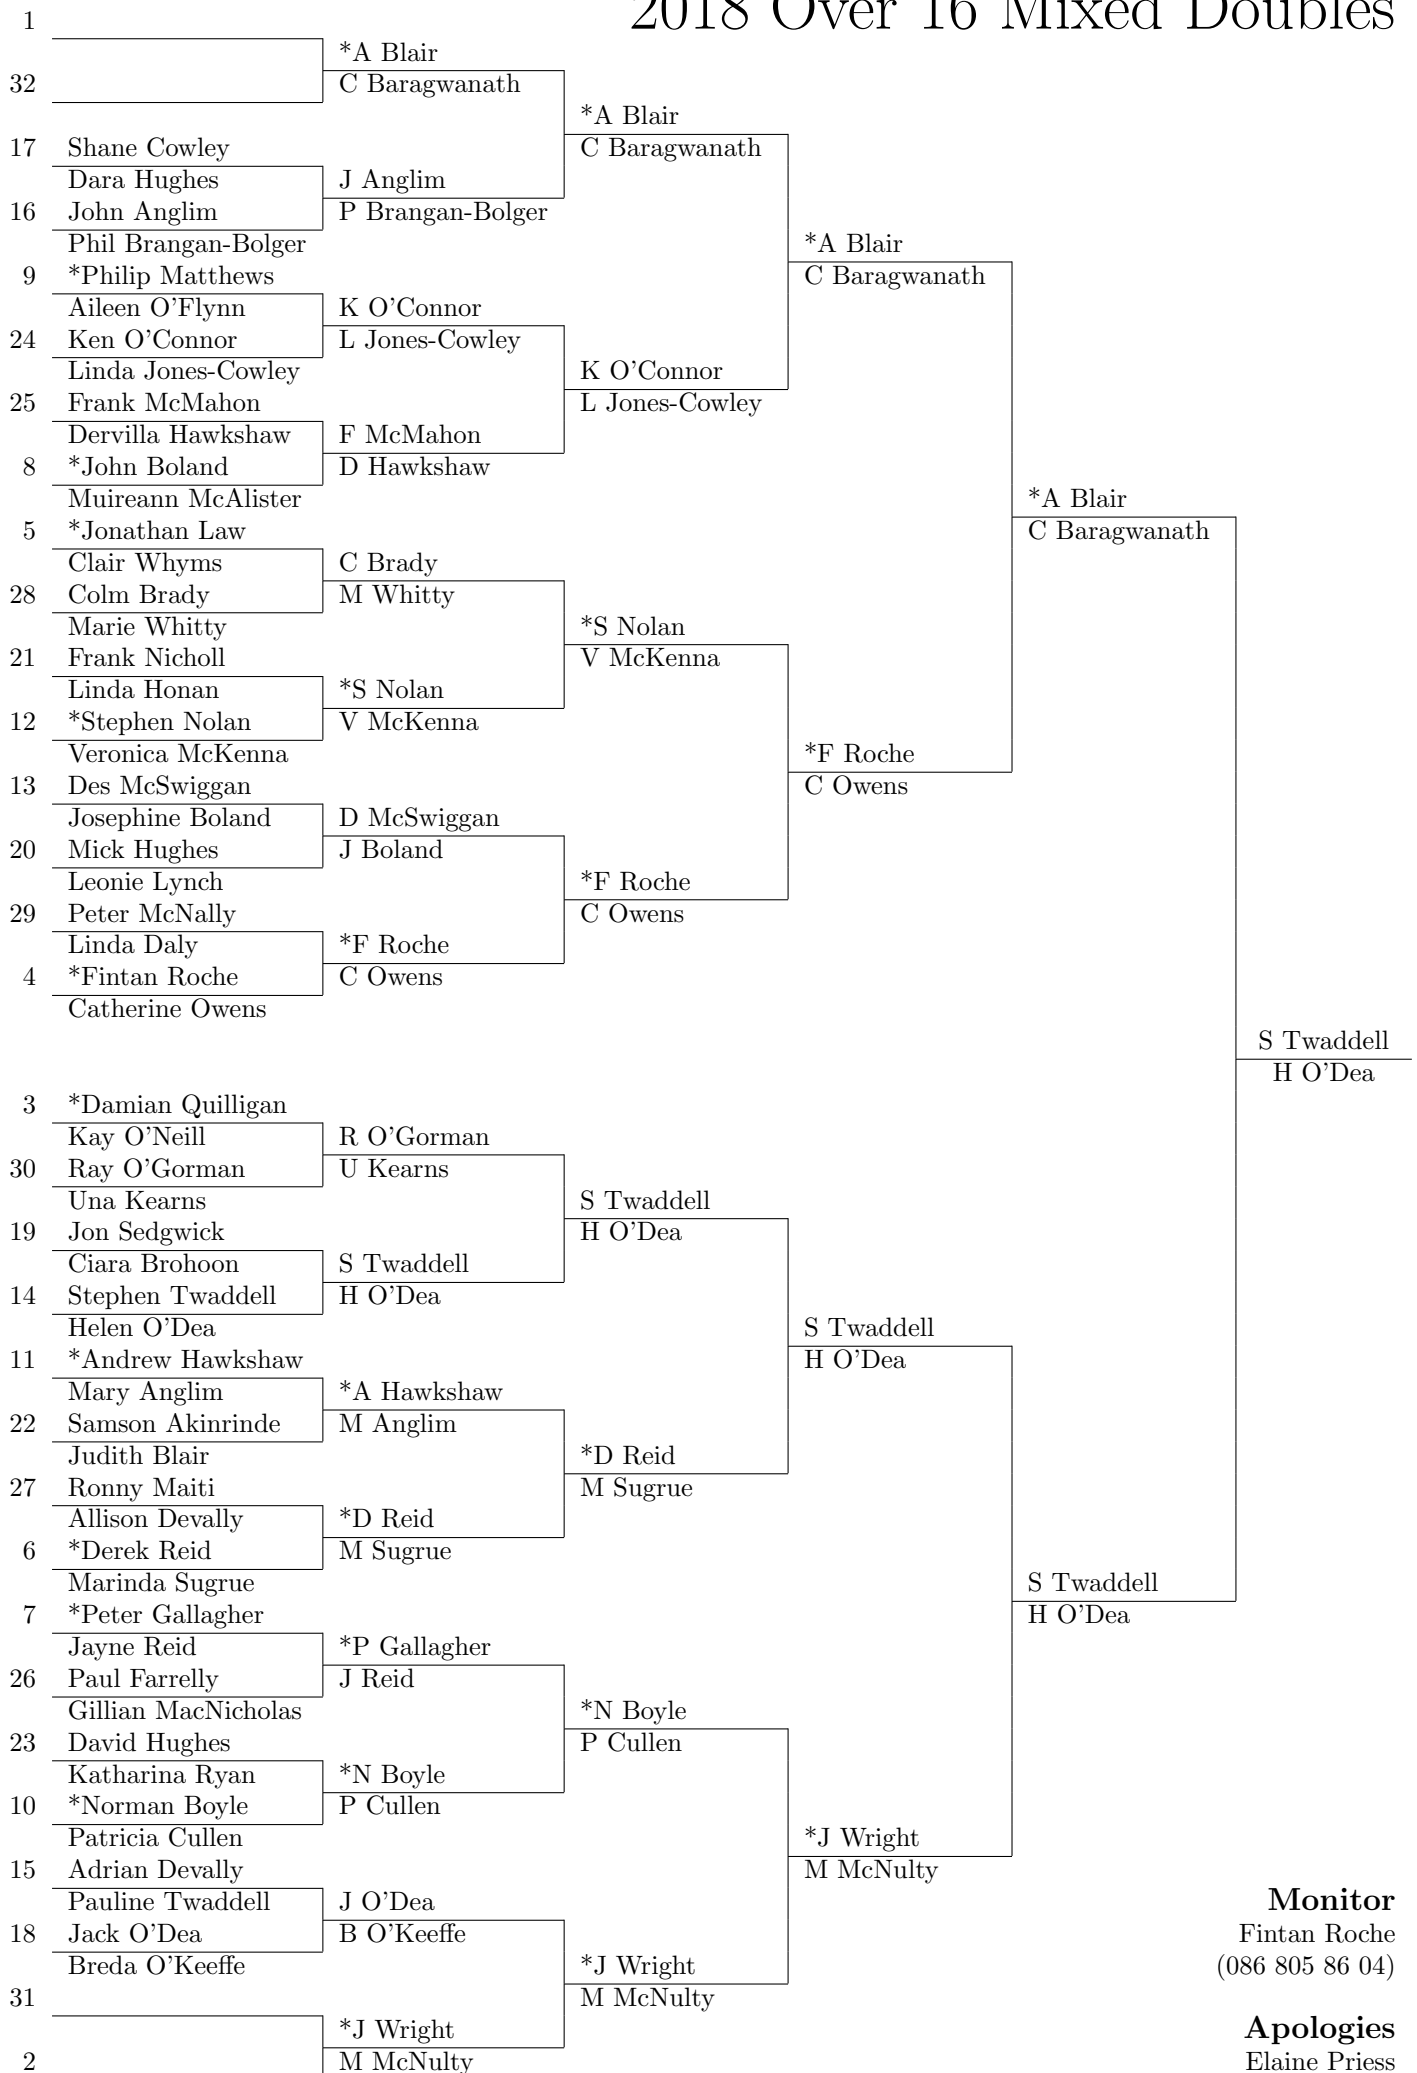 2018 Over 16 Mixed Doubles
1
32
17 Shane Cowley
Dara Hughes
16 John Anglim
Phil Brangan-Bolger
9 *Philip Matthews
Aileen O'Flynn
24 Ken O'Connor
Linda Jones-Cowley
25 Frank McMahon
Dervilla Hawkshaw
8 *John Boland
Muireann McAlister
5 *Jonathan Law
Clair Whyms
28 Colm Brady
Marie Whitty
21 Frank Nicholl
Linda Honan
12 *Stephen Nolan
Veronica McKenna
13 Des McSwiggan
Josephine Boland
20 Mick Hughes
Leonie Lynch
29 Peter McNally
Linda Daly
4 *Fintan Roche
Catherine Owens
3 *Damian Quilligan
Kay O'Neill
30 Ray O'Gorman
Una Kearns
19 Jon Sedgwick
Ciara Brohoon
14 Stephen Twaddell
Helen O'Dea
11 *Andrew Hawkshaw
Mary Anglim
22 Samson Akinrinde
Judith Blair
27 Ronny Maiti
Allison Devally
6 *Derek Reid
Marinda Sugrue
7 *Peter Gallagher
Jayne Reid
26 Paul Farrelly
Gillian MacNicholas
23 David Hughes
Katharina Ryan
10 *Norman Boyle
Patricia Cullen
15 Adrian Devally
Pauline Twaddell
18 Jack O'Dea
Breda O'Keeffe
31
2
*A Blair
C Baragwanath
J Anglim
P Brangan-Bolger
K O'Connor
L Jones-Cowley
F McMahon
D Hawkshaw
C Brady
M Whitty
*S Nolan
V McKenna
D McSwiggan
J Boland
*F Roche
C Owens
R O'Gorman
U Kearns
S Twaddell
H O'Dea
*A Hawkshaw
M Anglim
*D Reid
M Sugrue
*P Gallagher
J Reid
*N Boyle
P Cullen
J O'Dea
B O'Keeffe
*J Wright
M McNulty
*A Blair
C Baragwanath
K O'Connor
L Jones-Cowley
*S Nolan
V McKenna
*F Roche
C Owens
S Twaddell
H O'Dea
*D Reid
M Sugrue
*N Boyle
P Cullen
*J Wright
M McNulty
*A Blair
C Baragwanath
*F Roche
C Owens
S Twaddell
H O'Dea
*J Wright
M McNulty
*A Blair
C Baragwanath
S Twaddell
H O'Dea
S Twaddell
H O'Dea
Monitor
Fintan Roche
(086 805 86 04)
Apologies
Elaine Priess